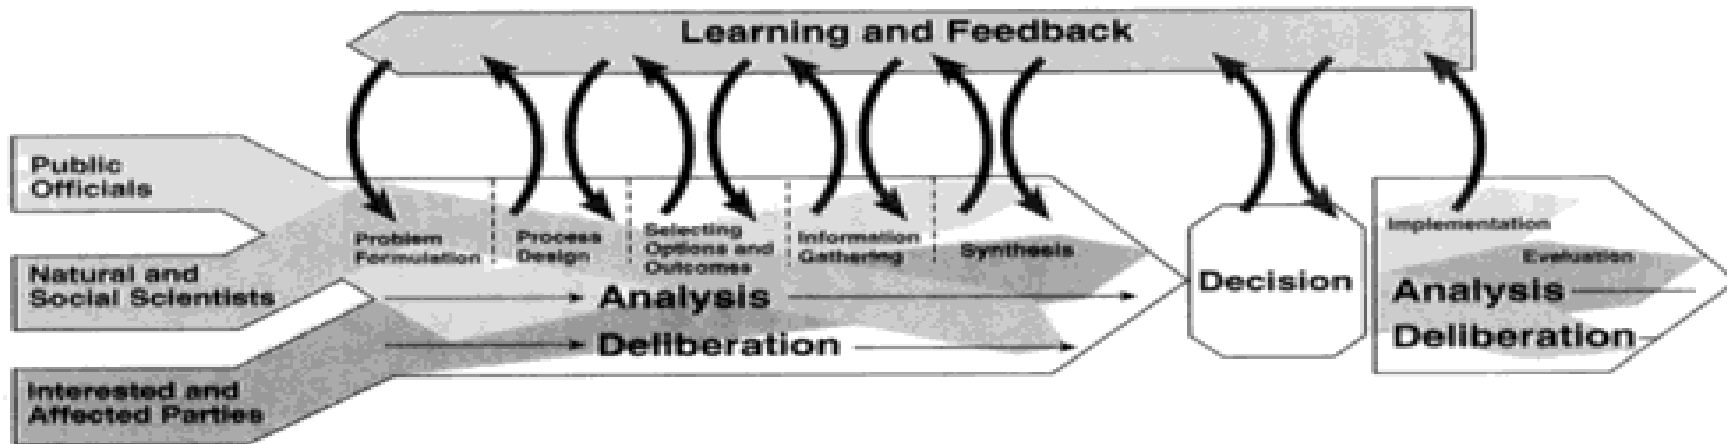 Learning and Feedback
Public
Officials
Natural and
Social Scientists
Interested and
Affected Parties
Problem
Formulation
Process
Design
Selecting
Options and
Outcomes
Information
Gathering
Synthesis
Analysis
Deliberation
Decision
Implementation
Evaluation
Analysis
Deliberation